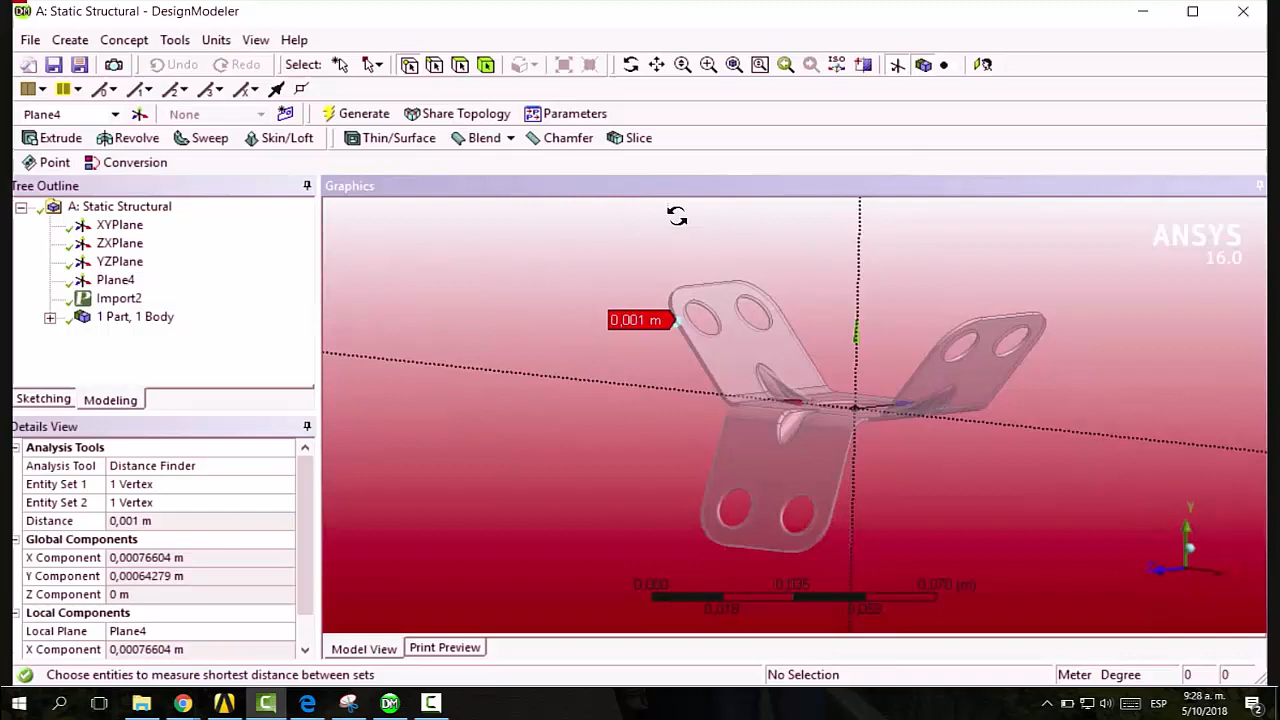 A: Static Structural - DesignModeler
File Create Concept Tools Units View Help
Undo Redo Select: ISO
Plane4 None Generate Share Topology Parameters
Extrude Revolve Sweep Skin/Loft Thin/Surface Blend Chamfer Slice
Point Conversion
Tree Outline
Graphics
A: Static Structural
XYPlane
ZXPlane
YZPlane
Plane4
Import2
1 Part, 1 Body
ANSYS
16.0
0,001 m
Sketching Modeling
Details View
Analysis Tools
Analysis Tool Distance Finder
Entity Set 1 1 Vertex
Entity Set 2 1 Vertex
Distance 0,001 m
Global Components
X Component 0,00076604 m
Y Component 0,00064279 m
Z Component 0 m
Local Components
Local Plane Plane4
X Component 0,00076604 m
Y
0.000 0,035 0,070 (m)
0,018 0,052
Model View Print Preview
Choose entities to measure shortest distance between sets No Selection Meter Degree 0 0
ESP
9:28 a. m.
5/10/2018
2